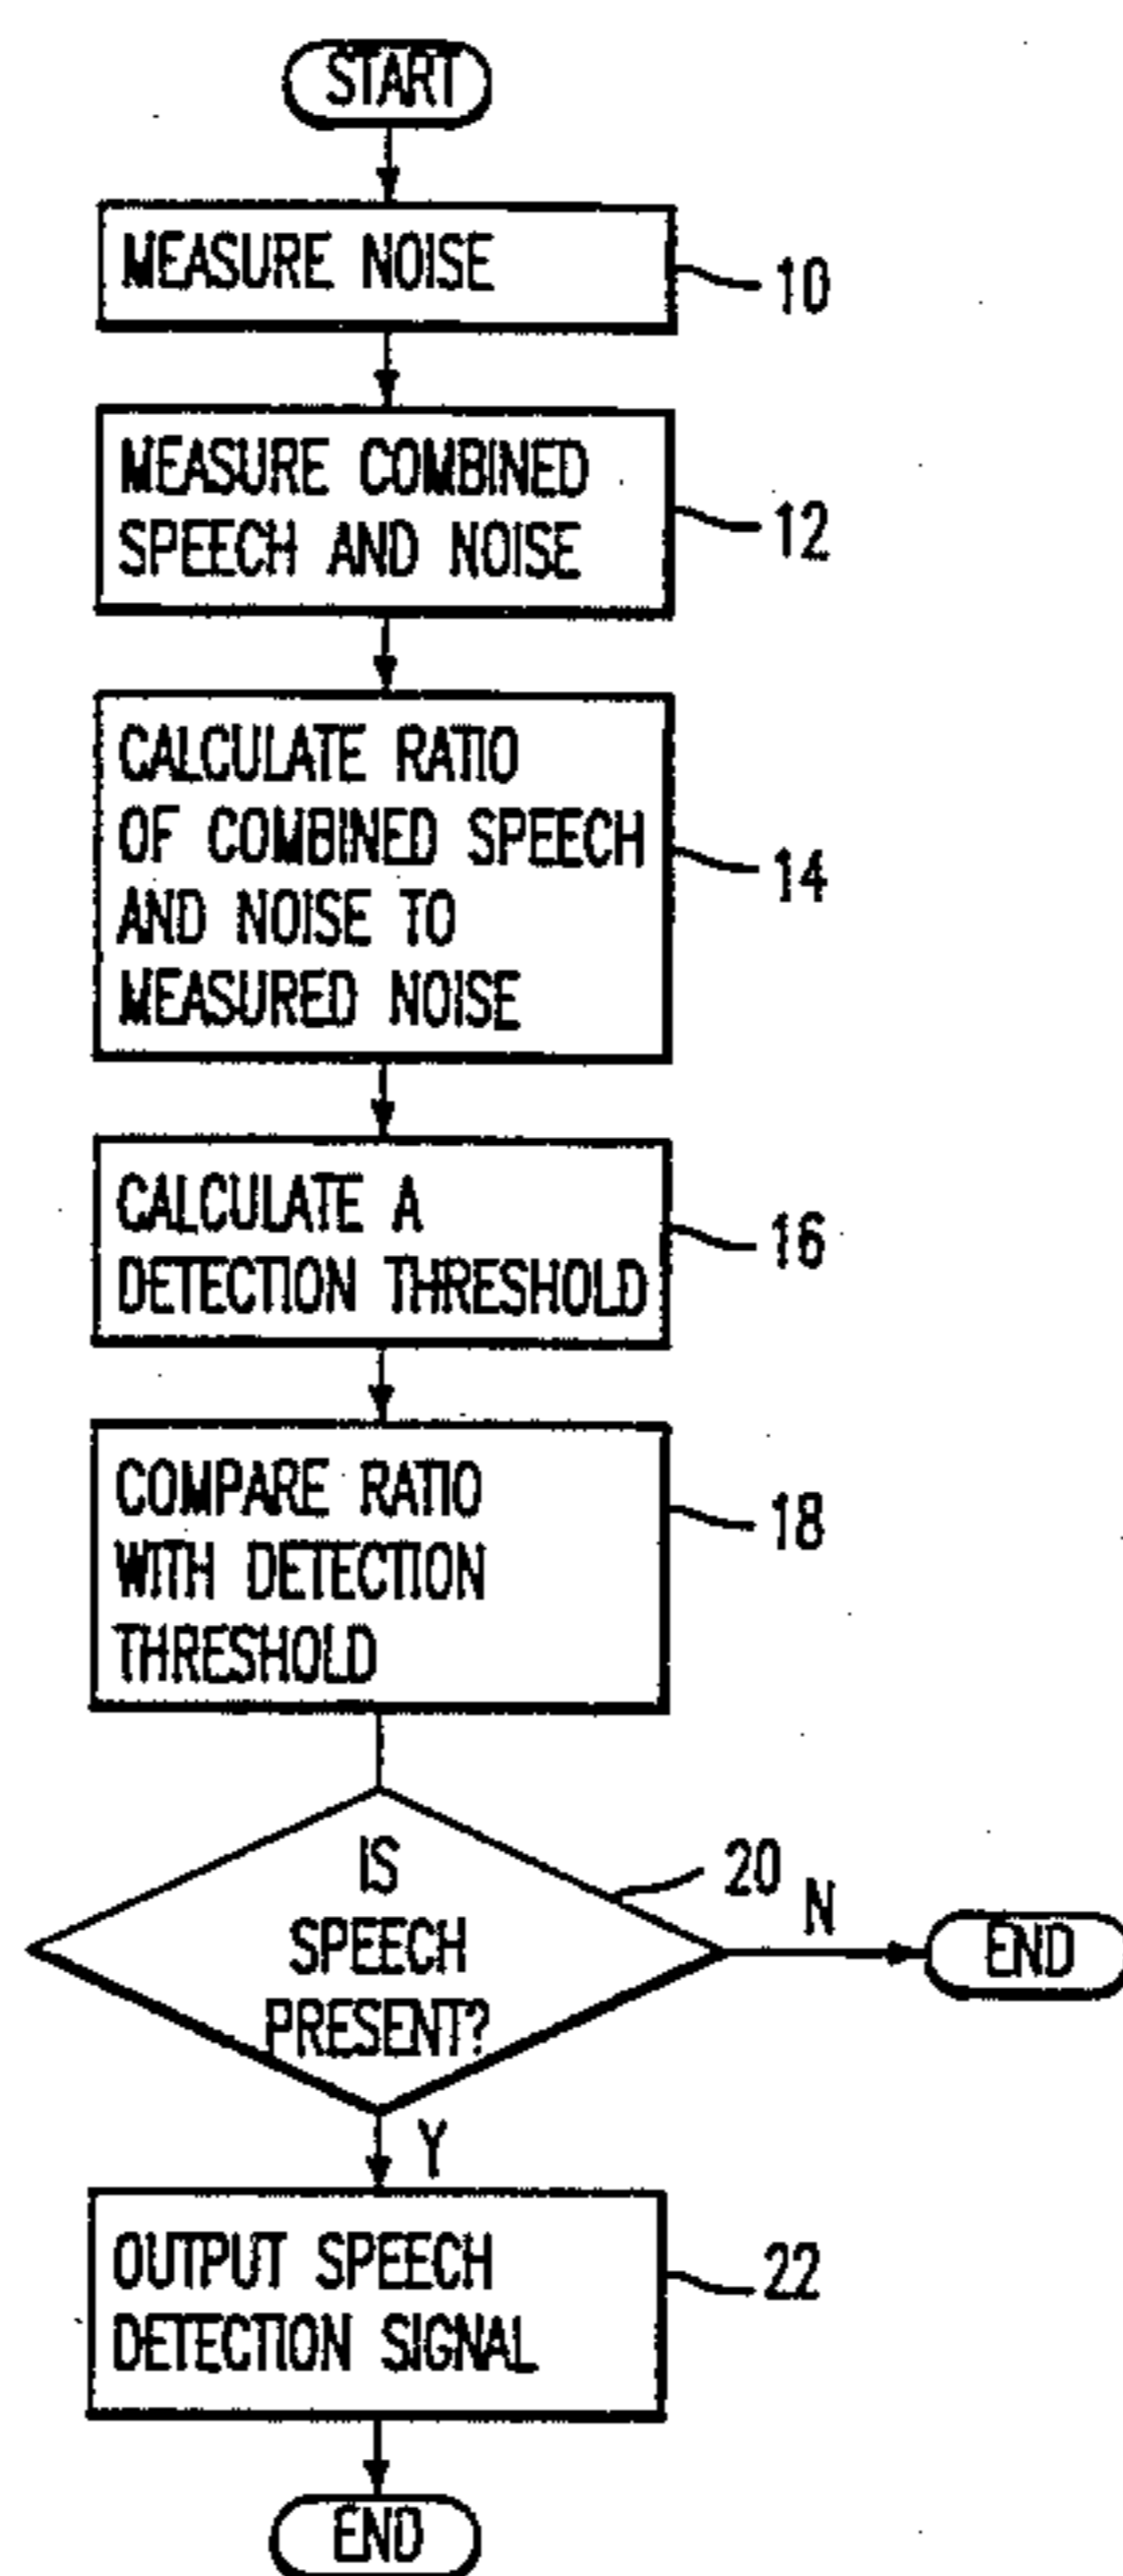 START
MEASURE NOISE
10
MEASURE COMBINED
SPEECH AND NOISE
12
CALCULATE RATIO
OF COMBINED SPEECH
AND NOISE TO
MEASURED NOISE
14
CALCULATE A
DETECTION THRESHOLD
16
COMPARE RATIO
WITH DETECTION
THRESHOLD
18
IS
SPEECH
PRESENT?
20
N
END
Y
OUTPUT SPEECH
DETECTION SIGNAL
22
END